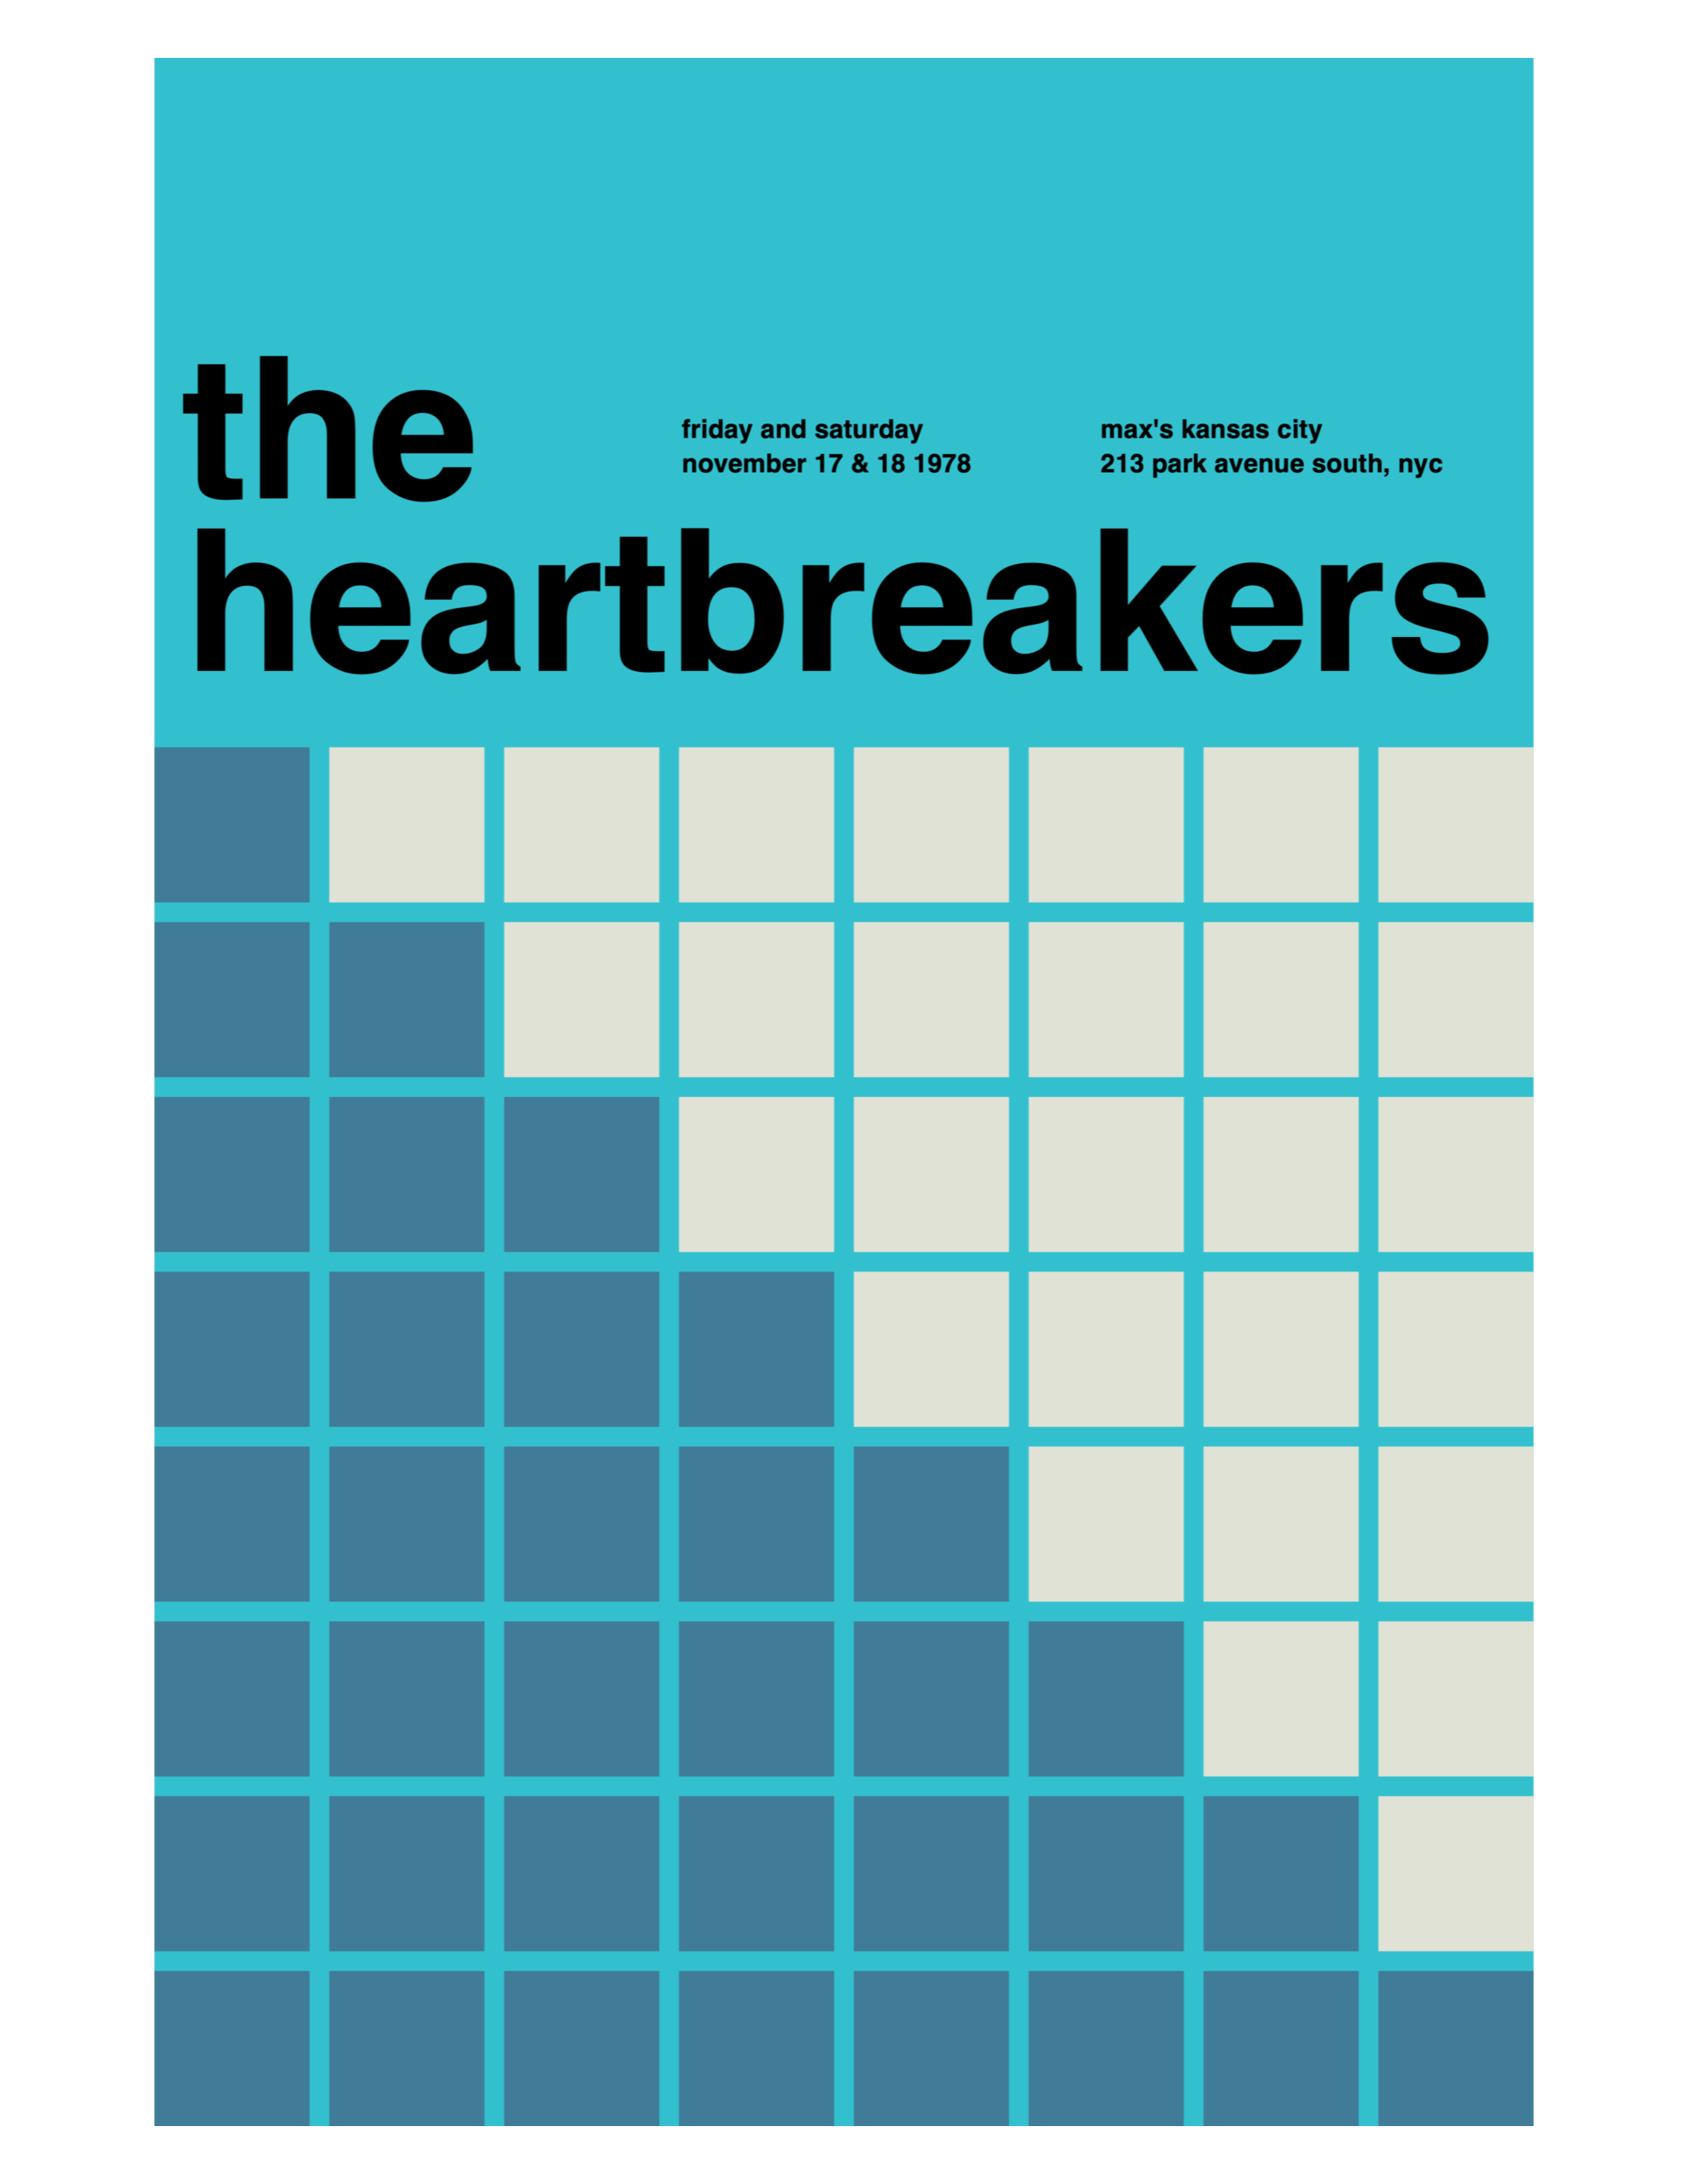 the
friday and saturday
november 17 & 18 1978
max's kansas city
213 park avenue south, nyc
heartbreakers